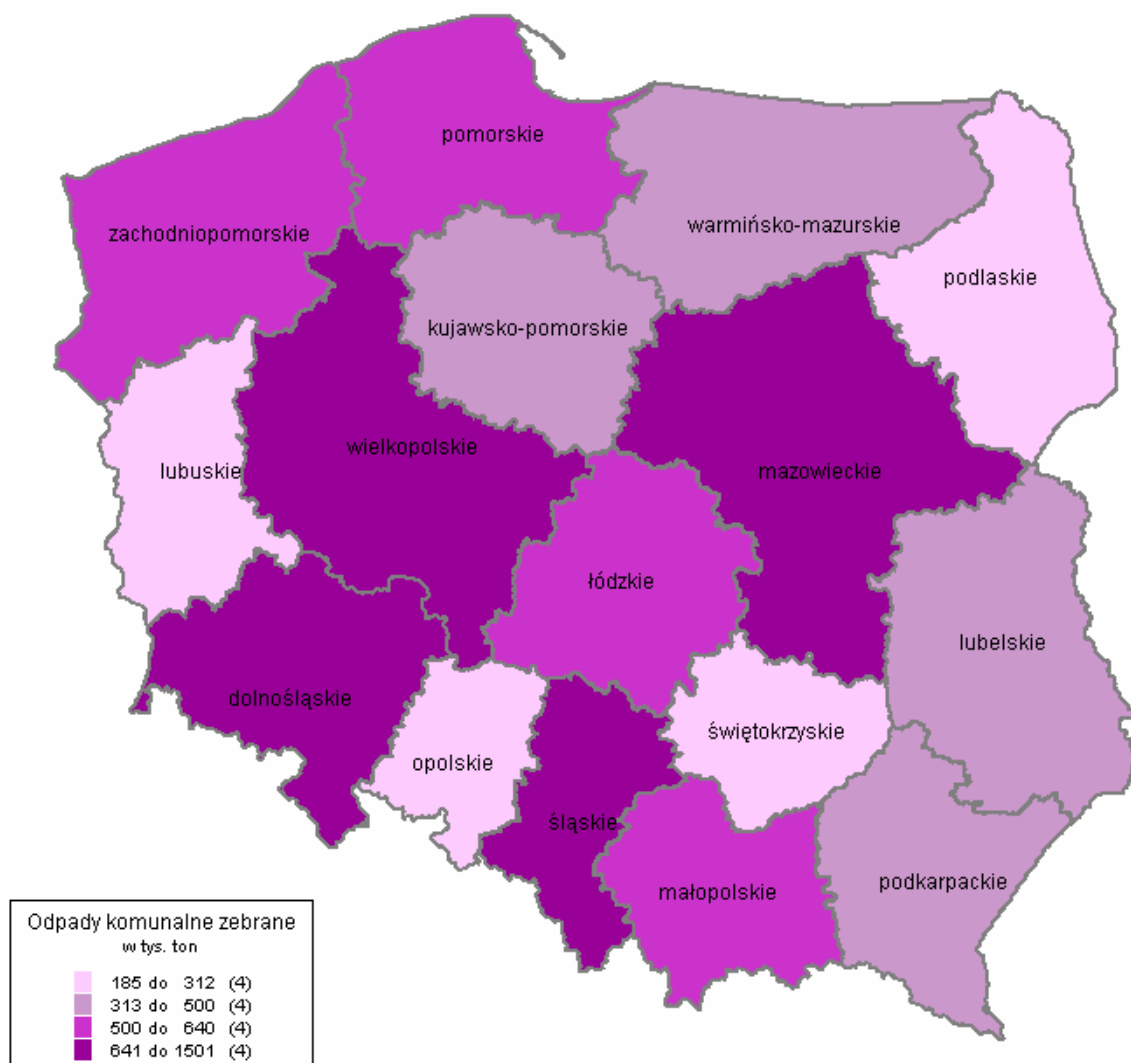 pomorskie
zachodniopomorskie
warmińsko-mazurskie
podlaskie
kujawsko-pomorskie
wielkopolskie
mazowieckie
lubuskie
łódzkie
lubelskie
dolnośląskie
świętokrzyskie
opolskie
śląskie
małopolskie
podkarpackie
Odpady komunalne zebrane
w tys. ton
185 do 312 (4)
313 do 500 (4)
500 do 640 (4)
641 do 1501 (4)